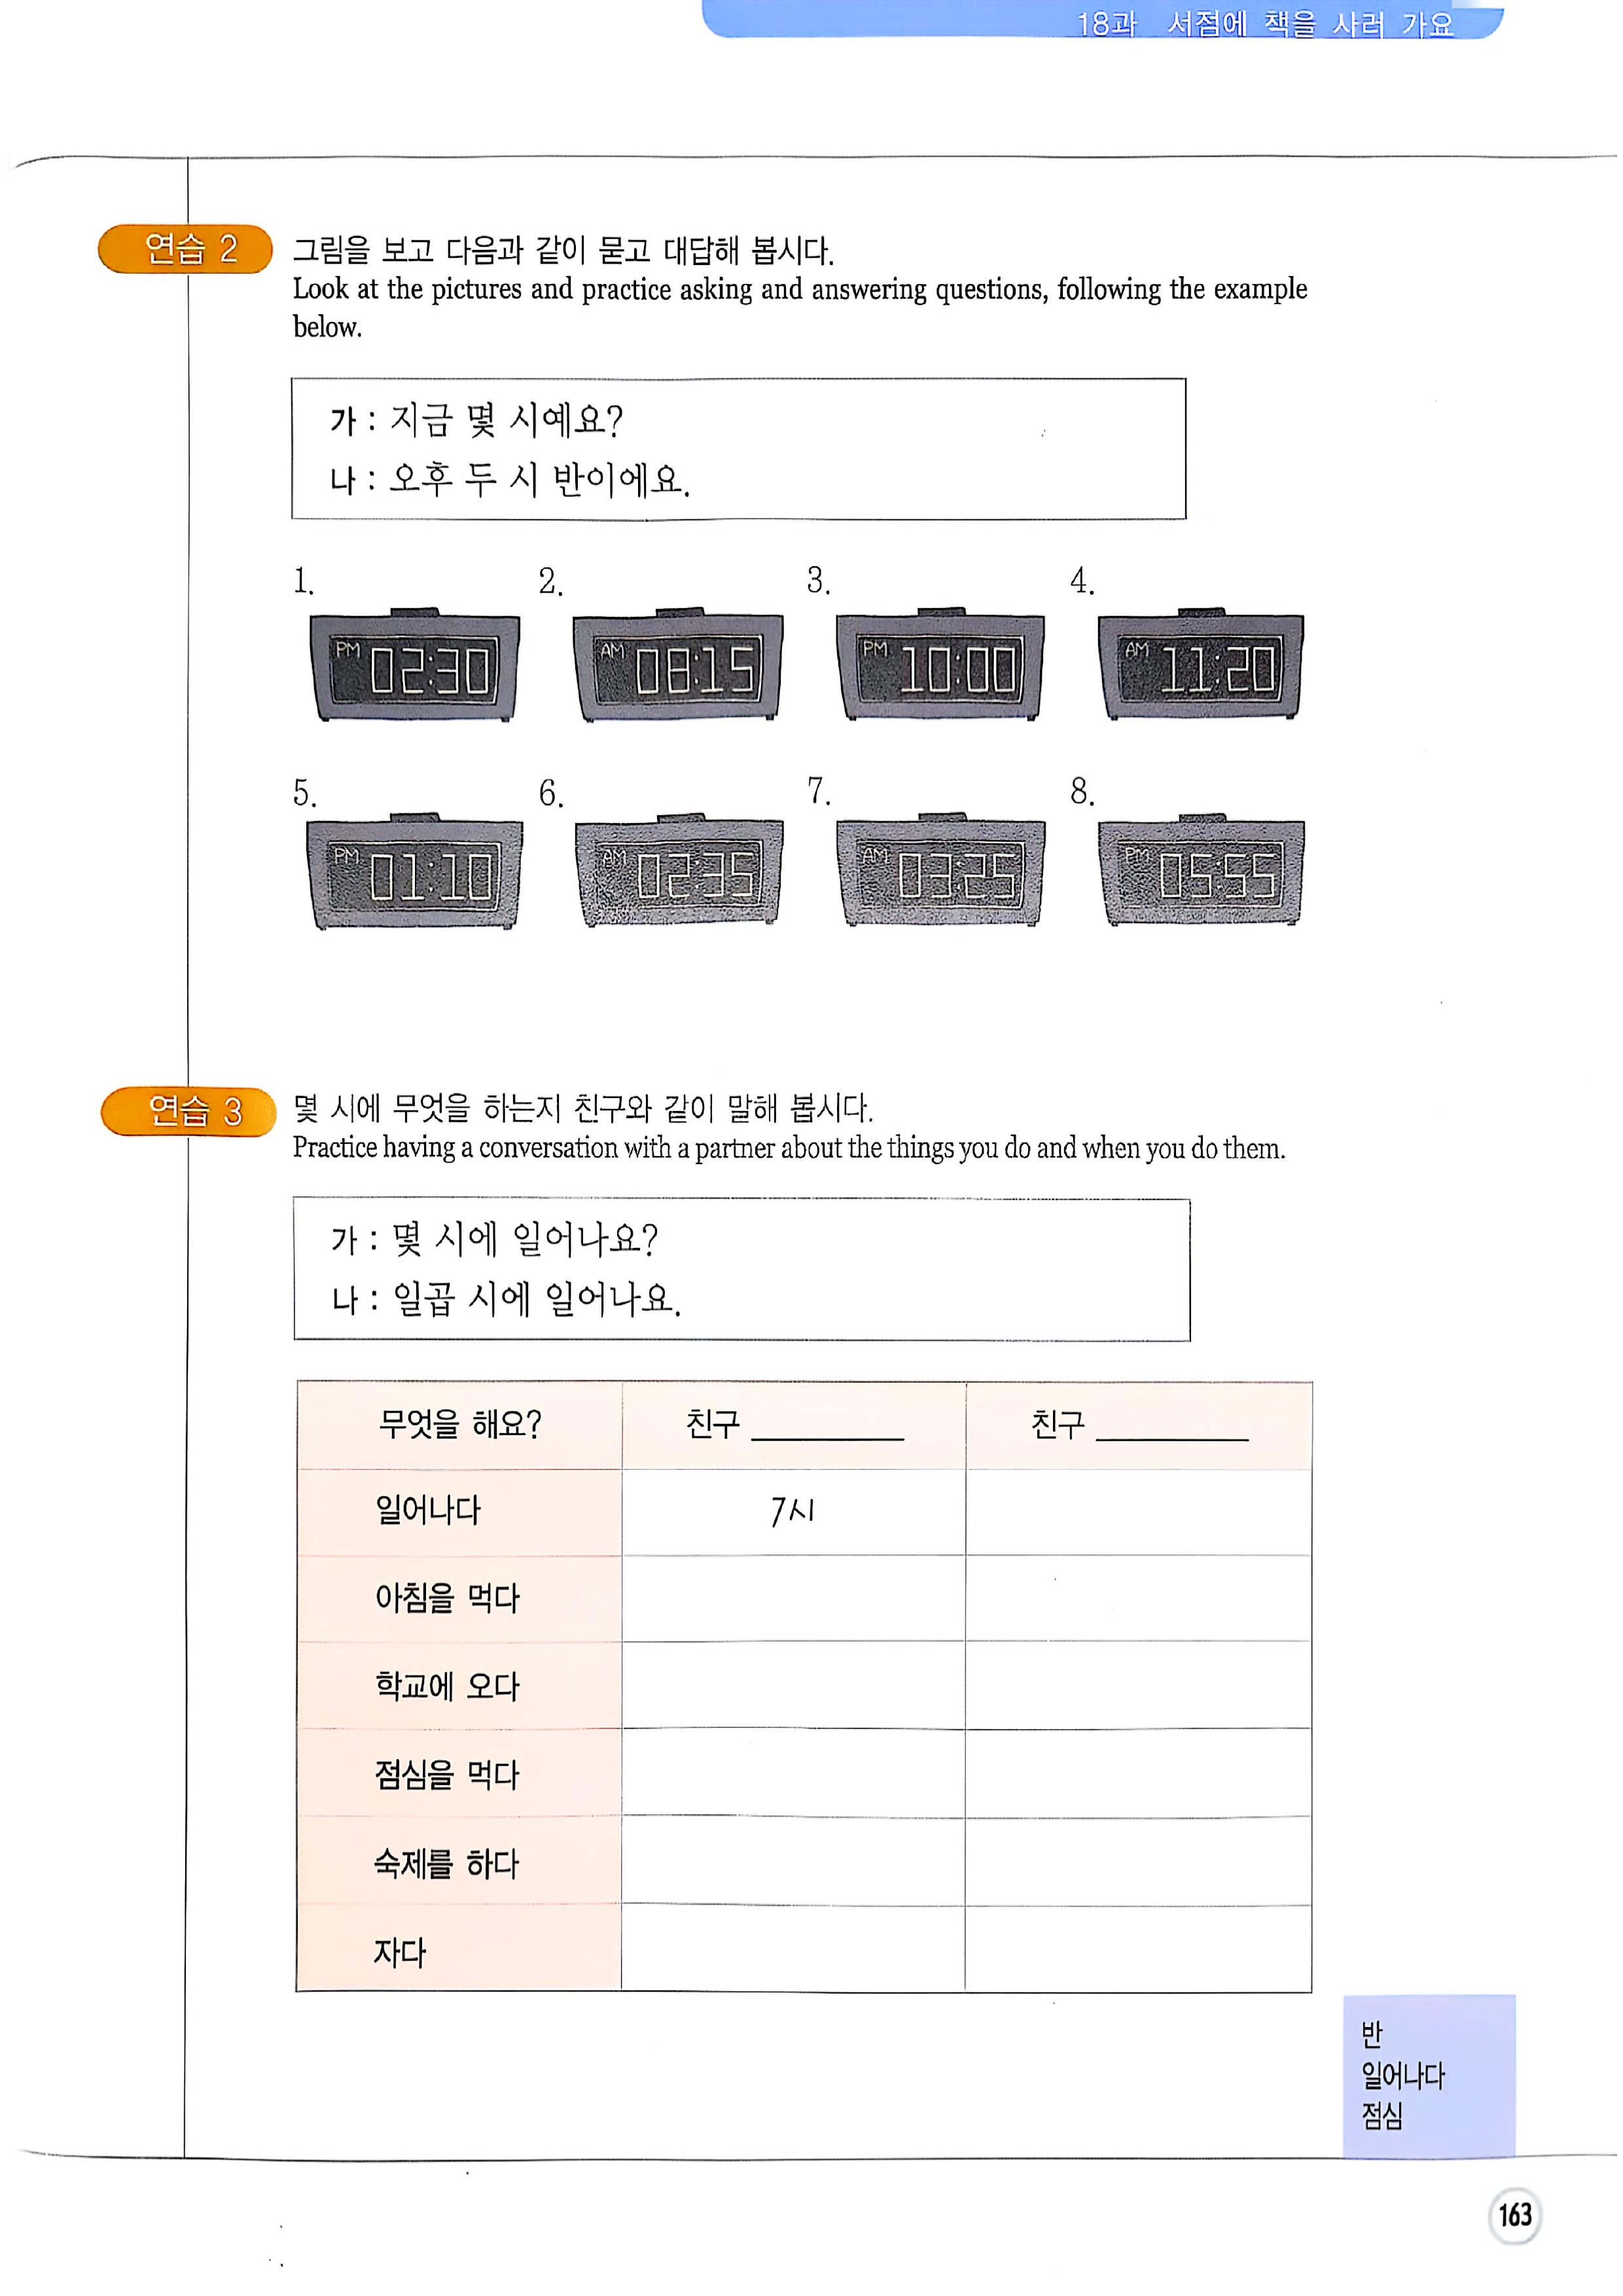 18과 서점에 책을 사러 가요
연습 2
그림을 보고 다음과 같이 묻고 대답해 봅시다.
Look at the pictures and practice asking and answering questions, following the example
below.
가 : 지금 몇 시예요?
나 : 오후 두 시 반이에요.
1. 2. 3. 4.
PM 02:30 AM 08:15 PM 10:00 AM 11:20
5. 6. 7. 8.
PM 01:10 AM 02:35 AM 03:25 PM 05:55
연습 3
몇 시에 무엇을 하는지 친구와 같이 말해 봅시다.
Practice having a conversation with a partner about the things you do and when you do them.
가 : 몇 시에 일어나요?
나 : 일곱 시에 일어나요.
무엇을 해요? 친구 친구
일어나다 7시
아침을 먹다
학교에 오다
점심을 먹다
숙제를 하다
자다
반
일어나다
점심
163